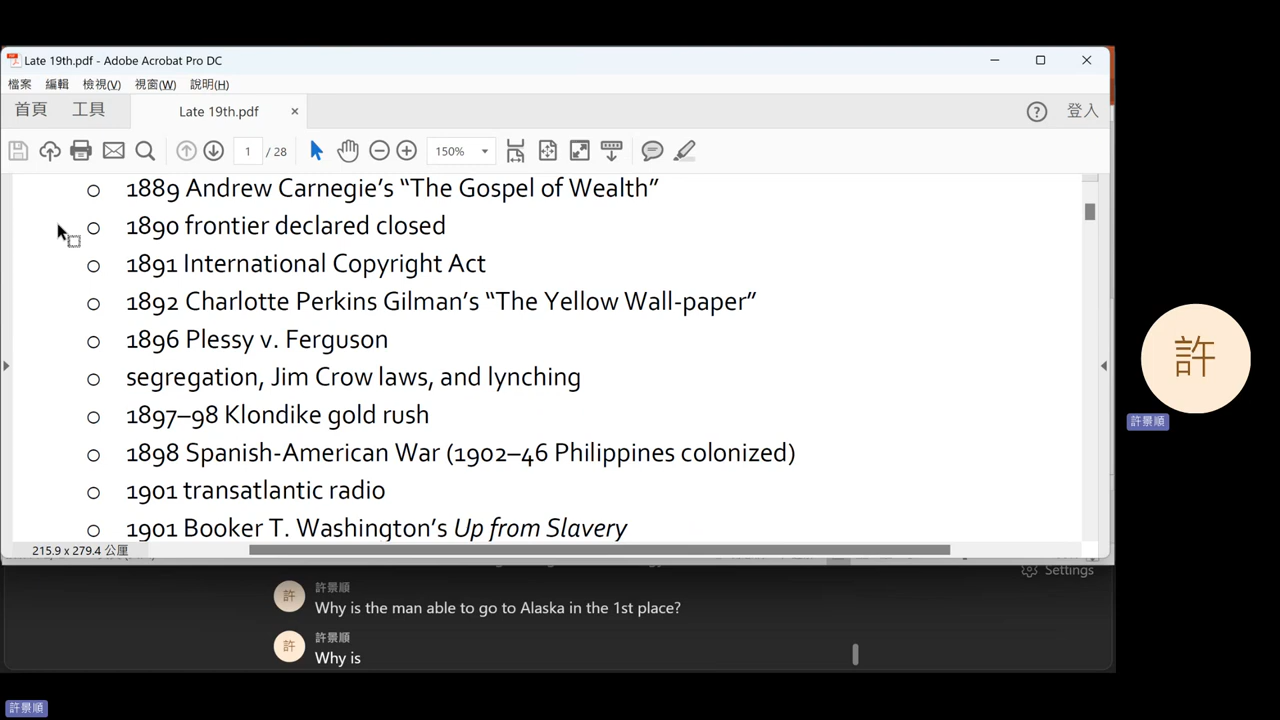 Late 19th.pdf - Adobe Acrobat Pro DC
檔案 編輯 檢視(V) 視窗(W) 說明(H)
首頁 工具 Late 19th.pdf × 登入
1 / 28 150%
1889 Andrew Carnegie’s “The Gospel of Wealth”
1890 frontier declared closed
1891 International Copyright Act
1892 Charlotte Perkins Gilman’s “The Yellow Wall-paper”
1896 Plessy v. Ferguson
segregation, Jim Crow laws, and lynching
1897–98 Klondike gold rush
1898 Spanish-American War (1902–46 Philippines colonized)
1901 transatlantic radio
1901 Booker T. Washington’s Up from Slavery
215.9 x 279.4 公厘
Settings
許 許景順
Why is the man able to go to Alaska in the 1st place?
許 許景順
Why is
許
許景順
許景順